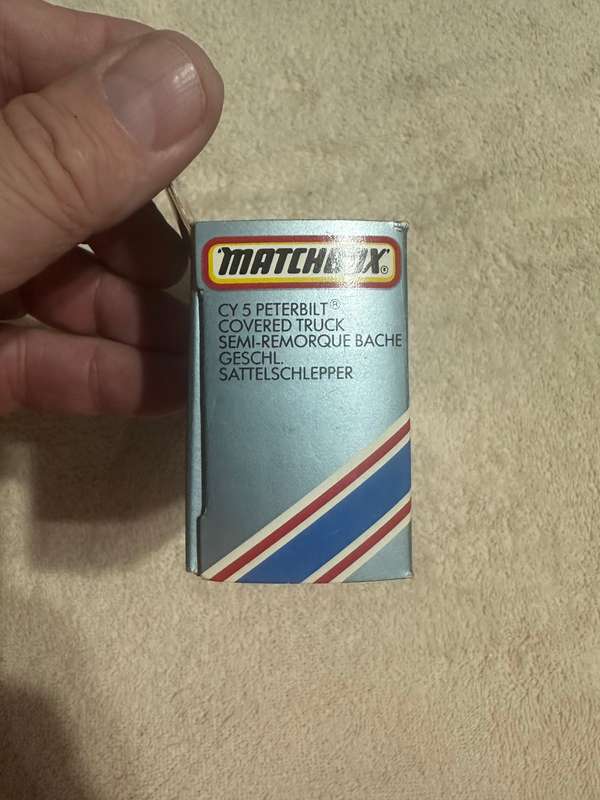 MATCHBOX®
CY 5 PETERBILT®
COVERED TRUCK
SEMI-REMORQUE BACHE
GESCHL.
SATTELSCHLEPPER